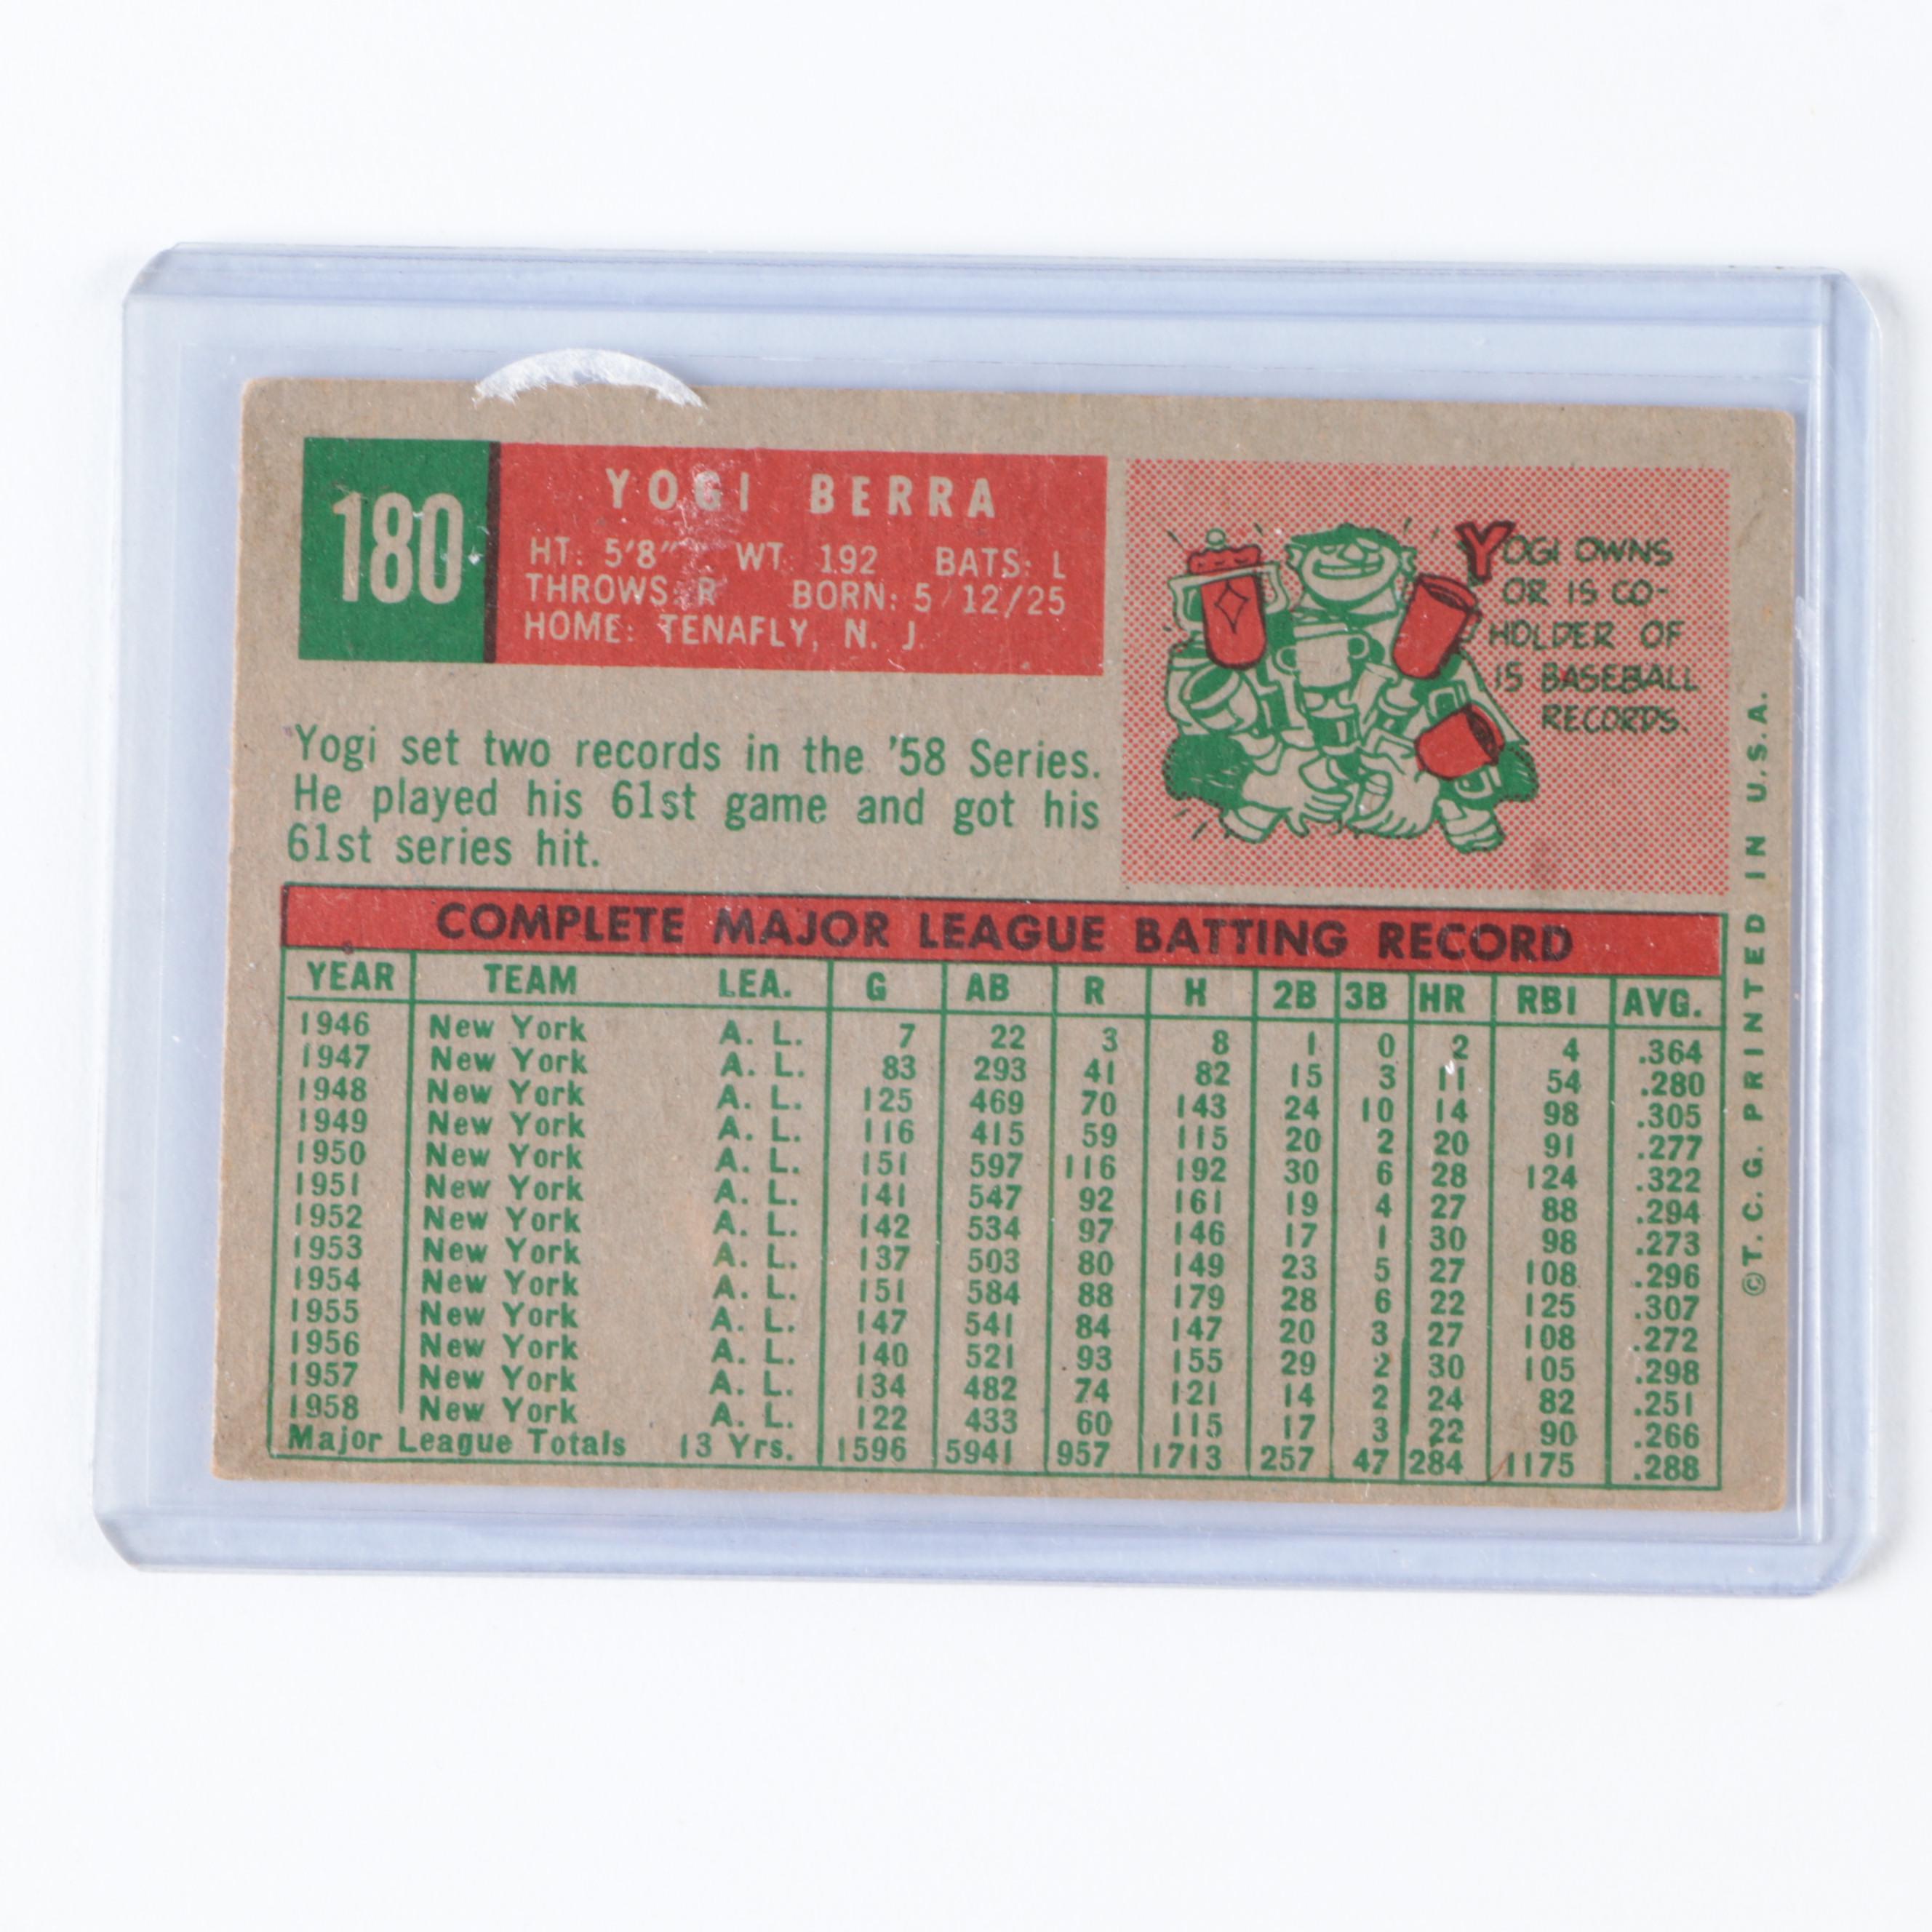 180
YOGI BERRA
HT: 5'8" WT: 192 BATS: L
THROWS: R BORN: 5/12/25
HOME: TENAFLY, N. J.
YOGI OWNS
OR IS CO-
HOLDER OF
15 BASEBALL
RECORDS.
Yogi set two records in the '58 Series.
He played his 61st game and got his
61st series hit.
COMPLETE MAJOR LEAGUE BATTING RECORD
YEAR TEAM LEA. G AB R H 2B 3B HR RBI AVG.
1946 New York A. L. 7 22 3 8 1 0 2 4 .364
1947 New York A. L. 83 293 41 82 15 3 11 54 .280
1948 New York A. L. 125 469 70 143 24 10 14 98 .305
1949 New York A. L. 116 415 59 115 20 2 20 91 .277
1950 New York A. L. 151 597 116 192 30 6 28 124 .322
1951 New York A. L. 141 547 92 161 19 4 27 88 .294
1952 New York A. L. 142 534 97 146 17 1 30 98 .273
1953 New York A. L. 137 503 80 149 23 5 27 108 .296
1954 New York A. L. 151 584 88 179 28 6 22 125 .307
1955 New York A. L. 147 541 84 147 20 3 27 108 .272
1956 New York A. L. 140 521 93 155 29 2 30 105 .298
1957 New York A. L. 134 482 74 121 14 2 24 82 .251
1958 New York A. L. 122 433 60 115 17 3 22 90 .266
Major League Totals 13 Yrs. 1596 5941 957 1713 257 47 284 1175 .288
© T. C. G. PRINTED IN U.S.A.